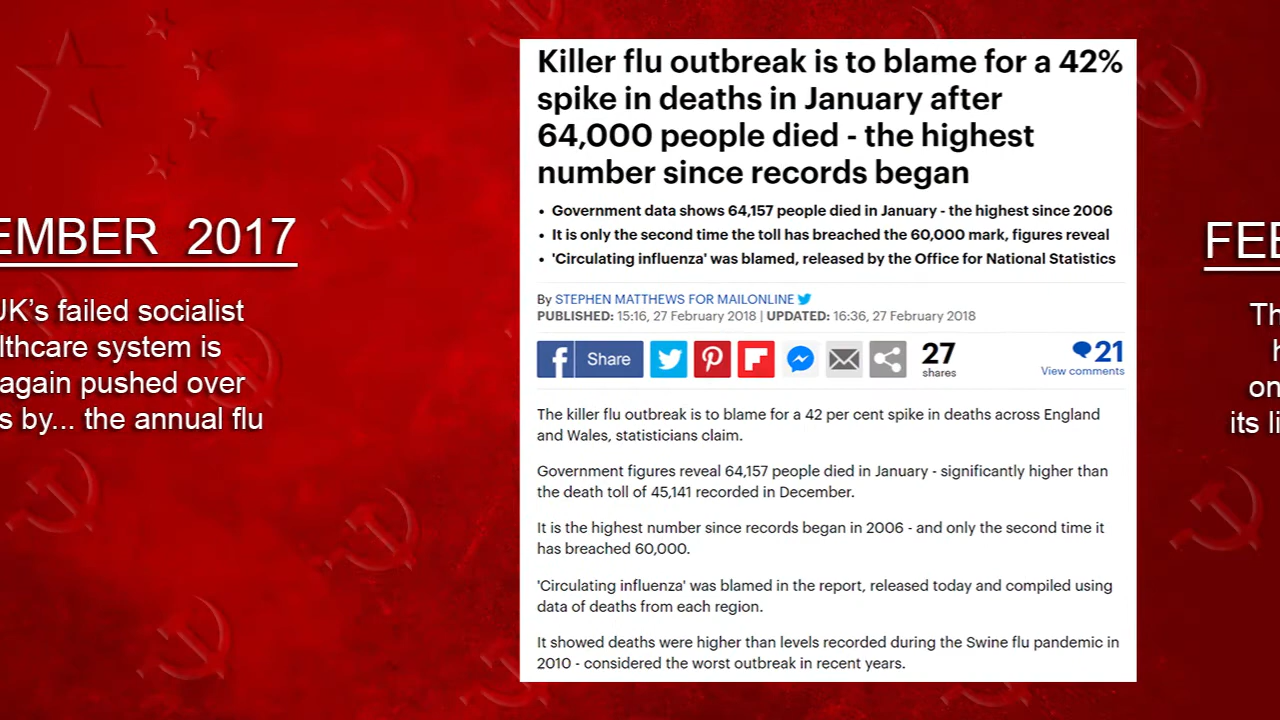 EMBER 2017
UK’s failed socialist
lthcare system is
again pushed over
s by... the annual flu
Killer flu outbreak is to blame for a 42%
spike in deaths in January after
64,000 people died - the highest
number since records began
• Government data shows 64,157 people died in January - the highest since 2006
• It is only the second time the toll has breached the 60,000 mark, figures reveal
• 'Circulating influenza' was blamed, released by the Office for National Statistics
By STEPHEN MATTHEWS FOR MAILONLINE
PUBLISHED: 15:16, 27 February 2018 | UPDATED: 16:36, 27 February 2018
Share
27
shares
21
View comments
The killer flu outbreak is to blame for a 42 per cent spike in deaths across England
and Wales, statisticians claim.
Government figures reveal 64,157 people died in January - significantly higher than
the death toll of 45,141 recorded in December.
It is the highest number since records began in 2006 - and only the second time it
has breached 60,000.
'Circulating influenza' was blamed in the report, released today and compiled using
data of deaths from each region.
It showed deaths were higher than levels recorded during the Swine flu pandemic in
2010 - considered the worst outbreak in recent years.
FEE
Th
h
on
its li